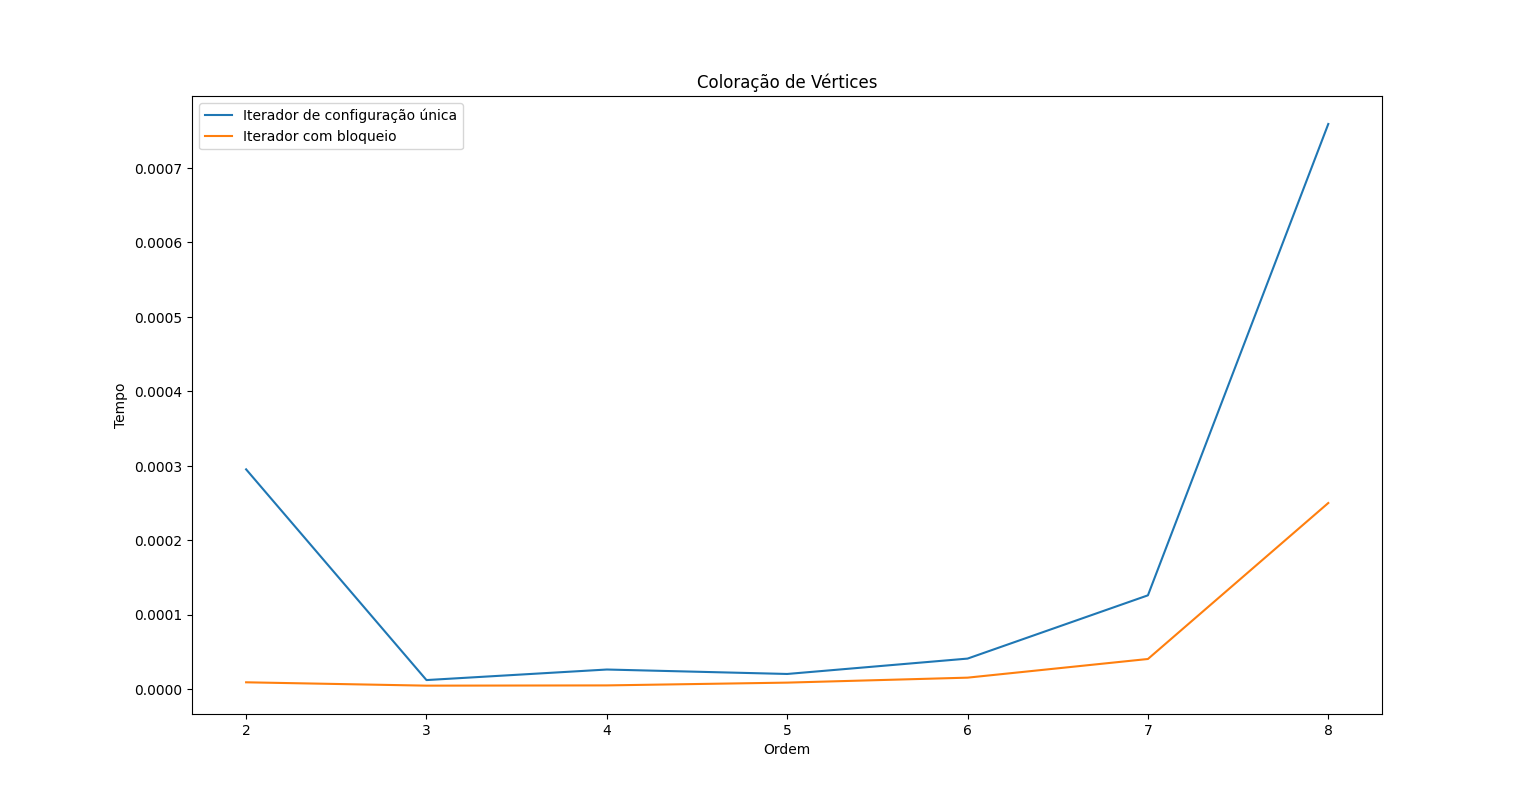 Coloração de Vértices
Iterador de configuração única
Iterador com bloqueio
0.0007
0.0006
0.0005
0.0004
0.0003
0.0002
0.0001
0.0000
Tempo
2 3 4 5 6 7 8
Ordem